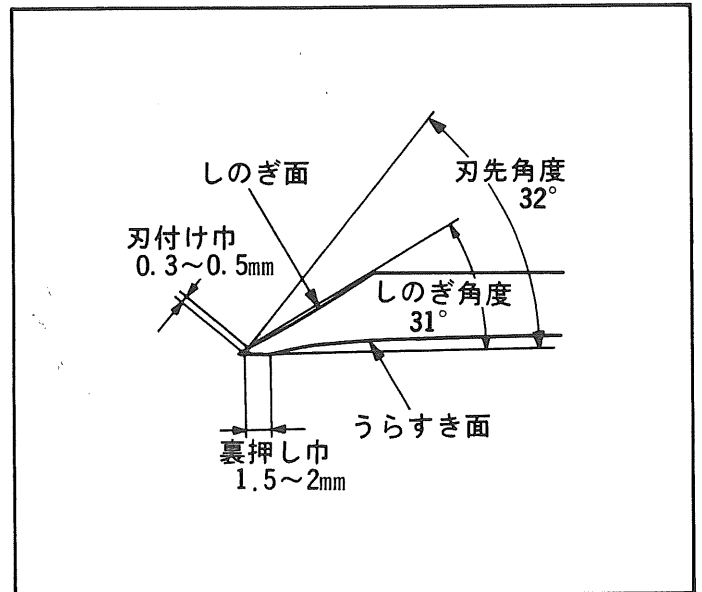 しのぎ面
刃先角度
32°
刃付け巾
0.3～0.5mm
しのぎ角度
31°
うらすき面
裏押し巾
1.5～2mm